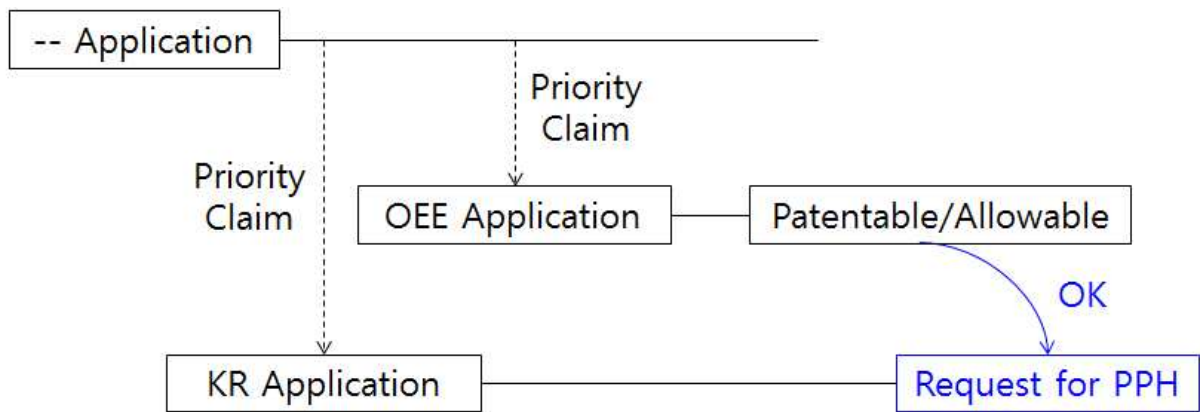 -- Application
Priority
Claim
Priority
Claim
OEE Application
Patentable/Allowable
OK
KR Application
Request for PPH